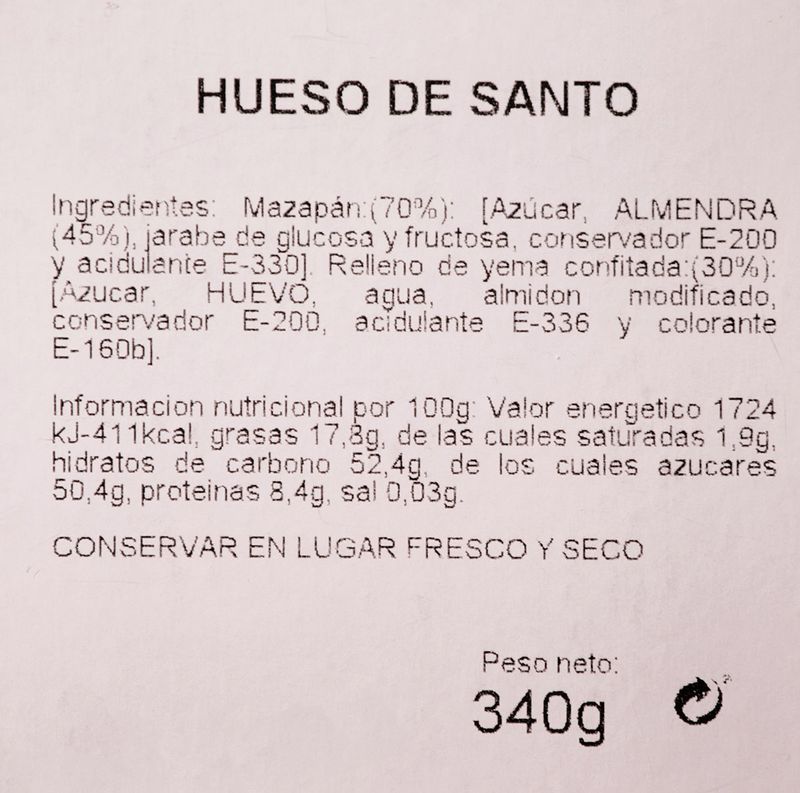 HUESO DE SANTO
Ingredientes: Mazapán:(70%): [Azúcar, ALMENDRA
(45%), jarabe de glucosa y fructosa, conservador E-200
y acidulante E-330]. Relleno de yema confitada:(30%):
[Azucar, HUEVO, agua, almidon modificado,
conservador E-200, acidulante E-336 y colorante
E-160b].
Informacion nutricional por 100g: Valor energetico 1724
kJ-411kcal, grasas 17,8g, de las cuales saturadas 1,9g,
hidratos de carbono 52,4g, de los cuales azucares
50,4g, proteinas 8,4g, sal 0,03g.
CONSERVAR EN LUGAR FRESCO Y SECO
Peso neto:
340g